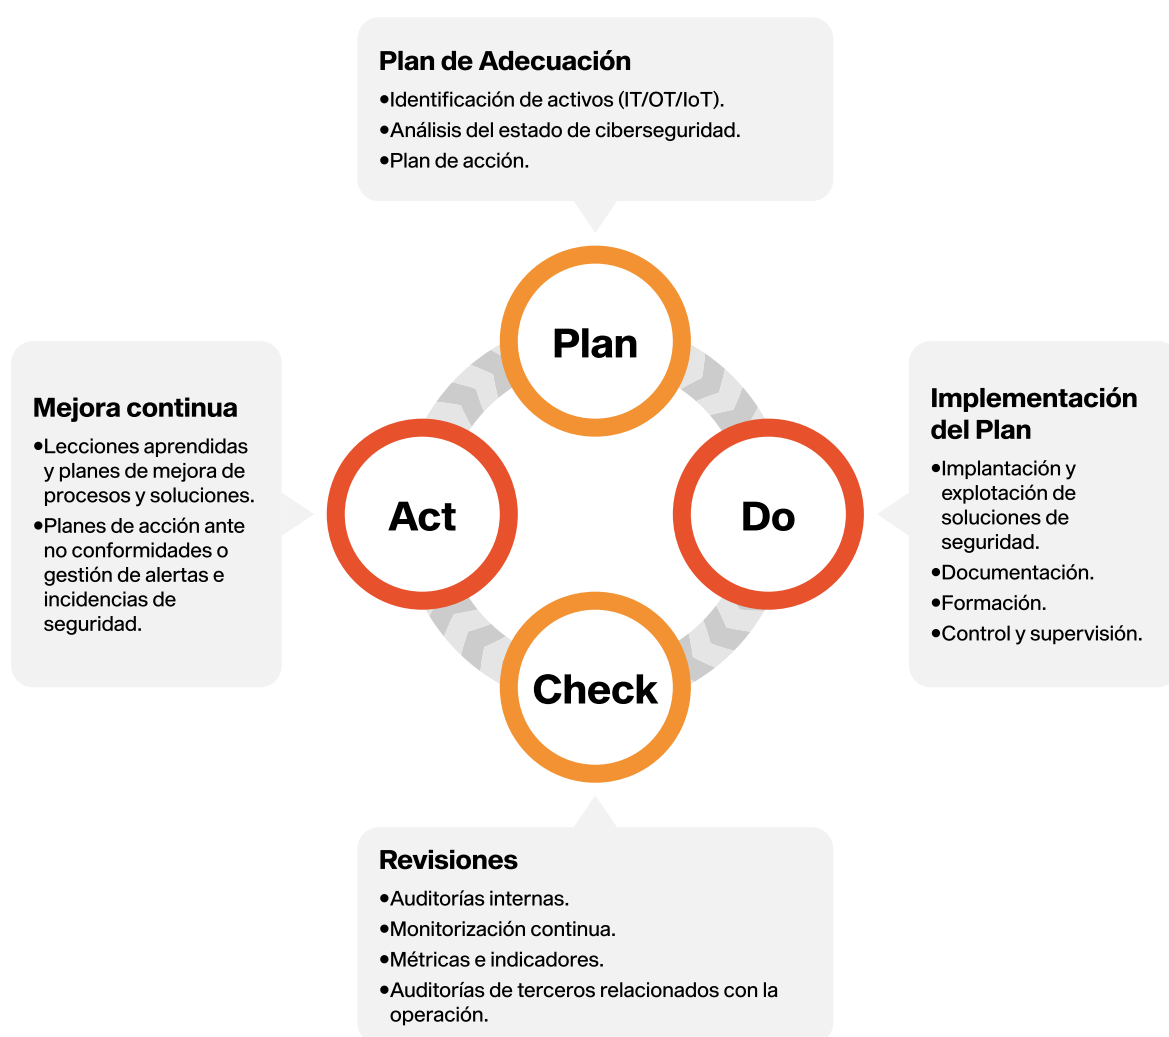 Plan de Adecuación
•Identificación de activos (IT/OT/IoT).
•Análisis del estado de ciberseguridad.
•Plan de acción.
Plan
Mejora continua
•Lecciones aprendidas
y planes de mejora de
procesos y soluciones.
•Planes de acción ante
no conformidades o
gestión de alertas e
incidencias de
seguridad.
Act
Do
Implementación
del Plan
•Implantación y
explotación de
soluciones de
seguridad.
•Documentación.
•Formación.
•Control y supervisión.
Check
Revisiones
•Auditorías internas.
•Monitorización continua.
•Métricas e indicadores.
•Auditorías de terceros relacionados con la
operación.